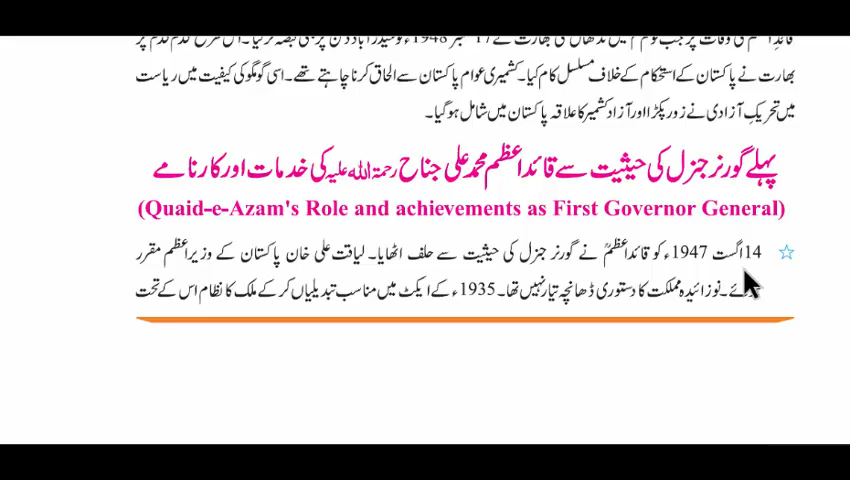 بھارت نے پاکستان کے استحکام کے خلاف مسلسل کام کیا۔ کشمیری عوام پاکستان سے الحاق کرنا چاہتے تھے۔ اسی گومگو کی کیفیت میں ریاست
میں تحریکِ آزادی نے زور پکڑا اور آزاد کشمیر کا علاقہ پاکستان میں شامل ہو گیا۔
پہلے گورنر جنرل کی حیثیت سے قائداعظم محمد علی جناح رحمۃ اللہ علیہ کی خدمات اور کارنامے
(Quaid-e-Azam's Role and achievements as First Governor General)
14 اگست 1947ء کو قائداعظمؒ نے گورنر جنرل کی حیثیت سے حلف اٹھایا۔ لیاقت علی خان پاکستان کے وزیراعظم مقرر
نوزائیدہ مملکت کا دستوری ڈھانچہ تیار نہیں تھا۔ 1935ء کے ایکٹ میں مناسب تبدیلیاں کر کے ملک کا نظام اس کے تحت